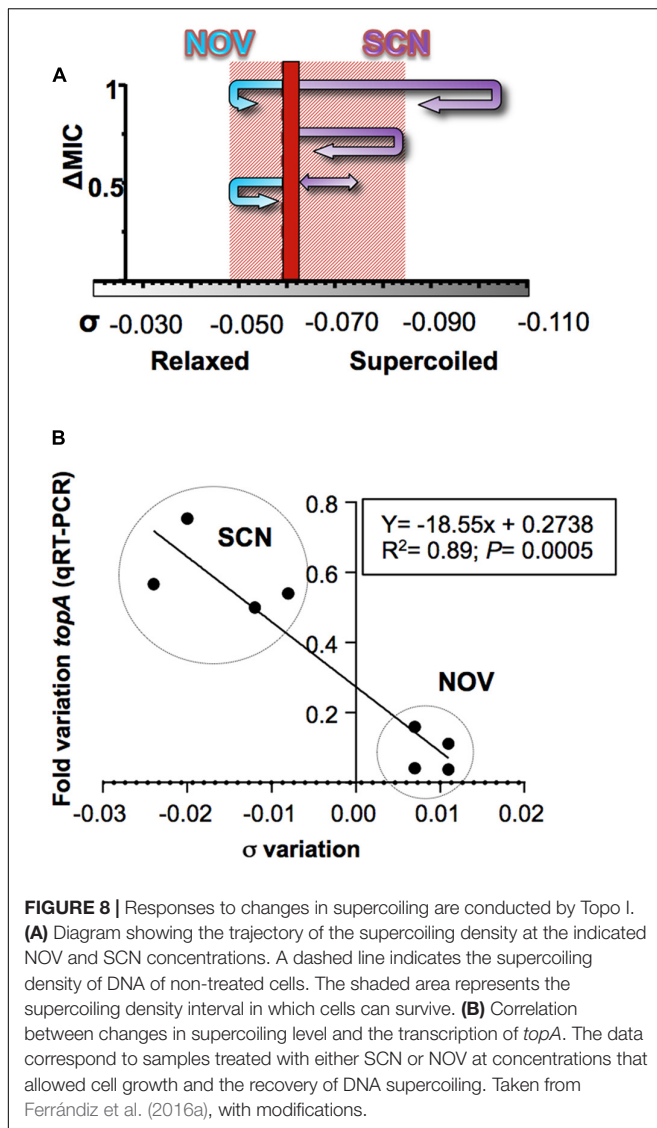 NOV SCN
A
1
ΔMIC
0.5
σ -0.030 -0.050 -0.070 -0.090 -0.110
Relaxed Supercoiled
B
Fold variation topA (qRT-PCR)
0.8
0.6
0.4
0.2
Y= -18.55x + 0.2738
R²= 0.89; P= 0.0005
SCN
NOV
-0.03 -0.02 -0.01 0.00 0.01 0.02
σ variation
FIGURE 8 | Responses to changes in supercoiling are conducted by Topo I.
(A) Diagram showing the trajectory of the supercoiling density at the indicated
NOV and SCN concentrations. A dashed line indicates the supercoiling
density of DNA of non-treated cells. The shaded area represents the
supercoiling density interval in which cells can survive. (B) Correlation
between changes in supercoiling level and the transcription of topA. The data
correspond to samples treated with either SCN or NOV at concentrations that
allowed cell growth and the recovery of DNA supercoiling. Taken from
Ferrándiz et al. (2016a), with modifications.